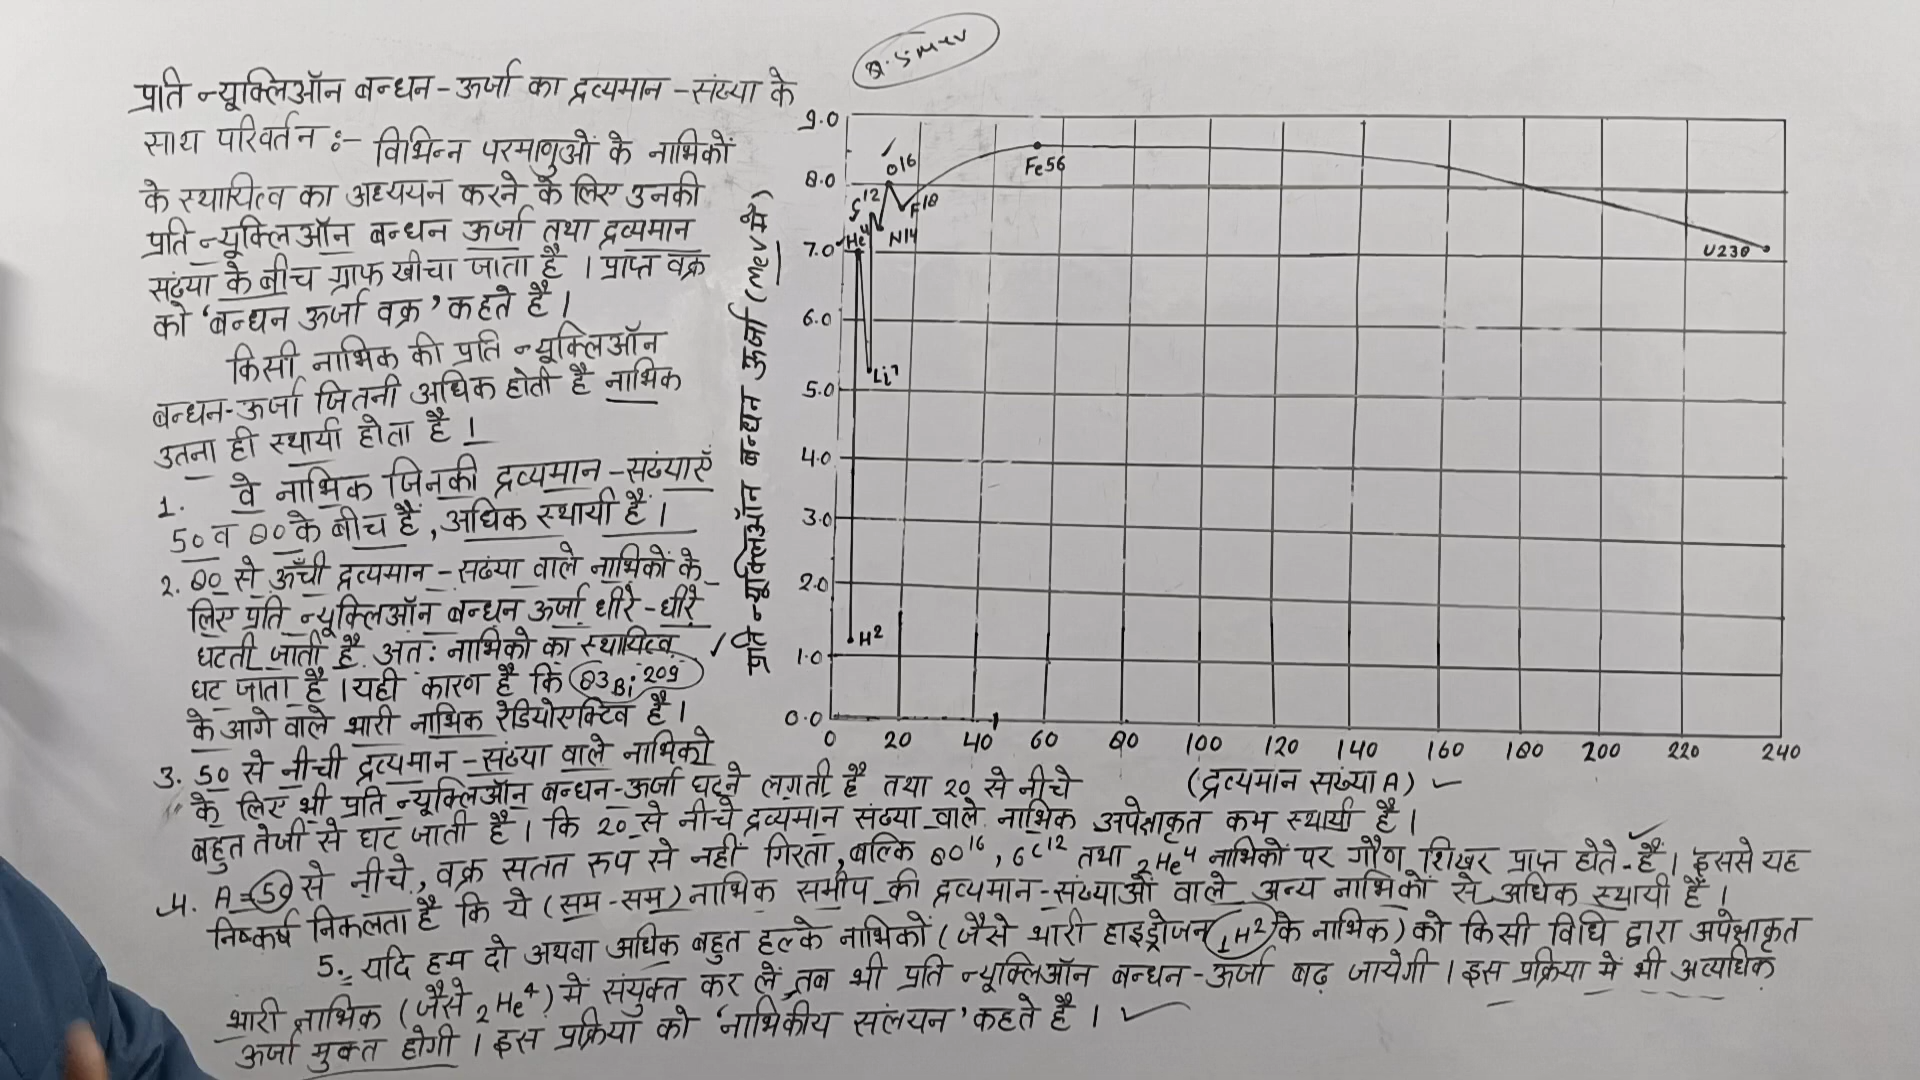 8.5 Mev
प्रति न्यूक्लिऑन बन्धन-ऊर्जा का द्रव्यमान-संख्या के
साथ परिवर्तन :- विभिन्न परमाणुओं के नाभिकों
के स्थायित्व का अध्ययन करने के लिए उनकी
प्रति न्यूक्लिऑन बन्धन ऊर्जा तथा द्रव्यमान
संख्या के बीच ग्राफ खींचा जाता है । प्राप्त वक्र
को 'बन्धन ऊर्जा वक्र' कहते हैं ।
किसी नाभिक की प्रति न्यूक्लिऑन
बन्धन-ऊर्जा जितनी अधिक होती है नाभिक
उतना ही स्थायी होता है ।
1. वे नाभिक जिनकी द्रव्यमान-संख्याएँ
50 व 80 के बीच हैं, अधिक स्थायी हैं ।
2. 80 से ऊँची द्रव्यमान-संख्या वाले नाभिकों के
लिए प्रति न्यूक्लिऑन बन्धन ऊर्जा धीरे-धीरे
घटती जाती है अतः नाभिको का स्थायित्व
घट जाता है । यही कारण है कि 83Bi209
के आगे वाले भारी नाभिक रेडियोएक्टिव हैं ।
3. 50 से नीची द्रव्यमान-संख्या वाले नाभिको
के लिए भी प्रति न्यूक्लिऑन बन्धन-ऊर्जा घटने लगती है तथा 20 से नीचे
बहुत तेजी से घट जाती है । कि 20 से नीचे द्रव्यमान संख्या वाले नाभिक अपेक्षाकृत कम स्थायी है ।
4. A=50 से नीचे, वक्र सतत रुप से नहीं गिरता, बल्कि 8O16, 6C12 तथा 2He4 नाभिकों पर गौण शिखर प्राप्त होते हैं । इससे यह
निष्कर्ष निकलता है कि ये (सम-सम) नाभिक समीप की द्रव्यमान-संख्याओं वाले अन्य नाभिकों से अधिक स्थायी हैं ।
5. यदि हम दो अथवा अधिक बहुत हल्के नाभिकों (जैसे भारी हाइड्रोजन 1H2 के नाभिक) को किसी विधि द्वारा अपेक्षाकृत
भारी नाभिक (जैसे 2He4) में संयुक्त कर लें तब भी प्रति न्यूक्लिऑन बन्धन-ऊर्जा बढ़ जायेगी । इस प्रक्रिया में भी अत्यधिक
ऊर्जा मुक्त होगी । इस प्रक्रिया को 'नाभिकीय संलयन' कहते है ।
प्रति न्यूक्लिऑन बन्धन ऊर्जा (Mev में)
9.0
8.0
7.0
6.0
5.0
4.0
3.0
2.0
1.0
0.0
O16
C12
F18
He4
N14
Li7
H2
Fe56
U238
0 20 40 60 80 100 120 140 160 180 200 220 240
(द्रव्यमान संख्या A)